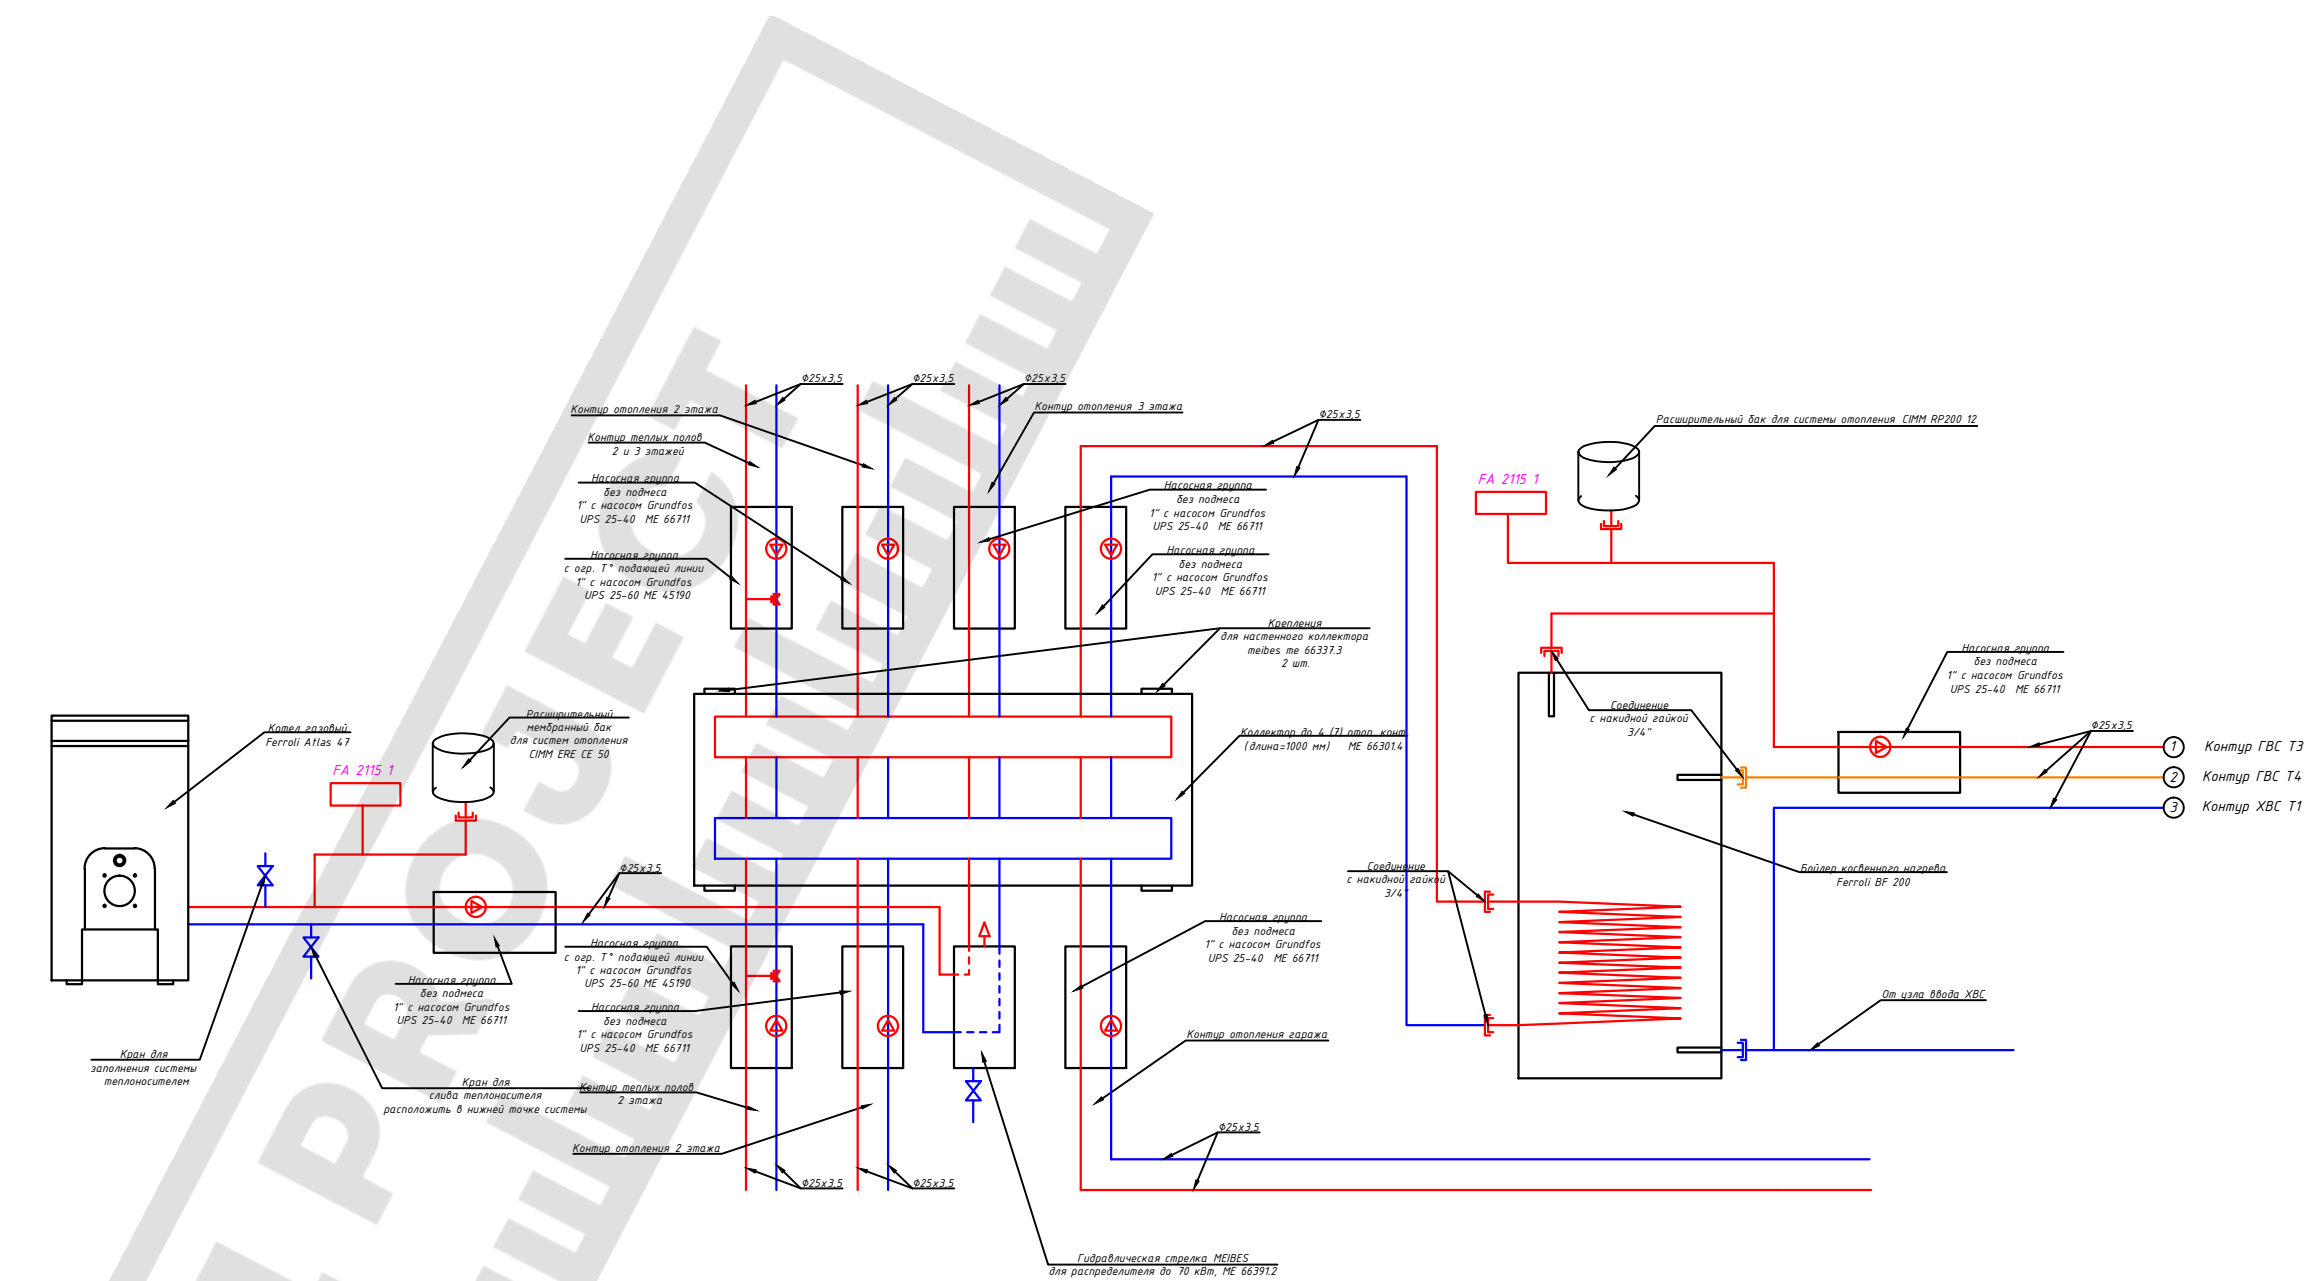 Φ25х3,5
Φ25х3,5
Φ25х3,5
Контур отопления 2 этажа
Контур отопления 3 этажа
Φ25х3,5
Расширительный бак для системы отопления CIMM RP200 12
Контур теплых полов
2 и 3 этажей
Насосная группа
без подмеса
1" с насосом Grundfos
UPS 25-40 ME 66711
Насосная группа
без подмеса
1" с насосом Grundfos
UPS 25-40 ME 66711
FA 2115 1
Насосная группа
с огр. Т° подающей линии
1" с насосом Grundfos
UPS 25-60 ME 45190
Насосная группа
без подмеса
1" с насосом Grundfos
UPS 25-40 ME 66711
Крепления
для настенного коллектора
meibes me 66337.3
2 шт.
Насосная группа
без подмеса
1" с насосом Grundfos
UPS 25-40 ME 66711
Соединение
с накидной гайкой
3/4"
Котел газовый
Ferroli Atlas 47
Расширительный
мембранный бак
для систем отопления
CIMM ERE CE 50
FA 2115 1
Коллектор до 4 (7) отоп. конт.
(длина=1000 мм) ME 66301.4
Φ25х3,5
1 Контур ГВС Т3
2 Контур ГВС Т4
3 Контур ХВС Т1
Φ25х3,5
Соединение
с накидной гайкой
3/4"
Бойлер косвенного нагрева
Ferroli BF 200
Насосная группа
без подмеса
1" с насосом Grundfos
UPS 25-40 ME 66711
Насосная группа
с огр. Т° подающей линии
1" с насосом Grundfos
UPS 25-60 ME 45190
Насосная группа
без подмеса
1" с насосом Grundfos
UPS 25-40 ME 66711
Насосная группа
без подмеса
1" с насосом Grundfos
UPS 25-40 ME 66711
От узла ввода ХВС
Контур отопления гаража
Кран для
заполнения системы
теплоносителем
Кран для
слива теплоносителя
расположить в нижней точке системы
Контур теплых полов
2 этажа
Контур отопления 2 этажа
Φ25х3,5
Φ25х3,5
Φ25х3,5
Гидравлическая стрелка MEIBES
для распределителя до 70 кВт, ME 66391.2
PROJECT